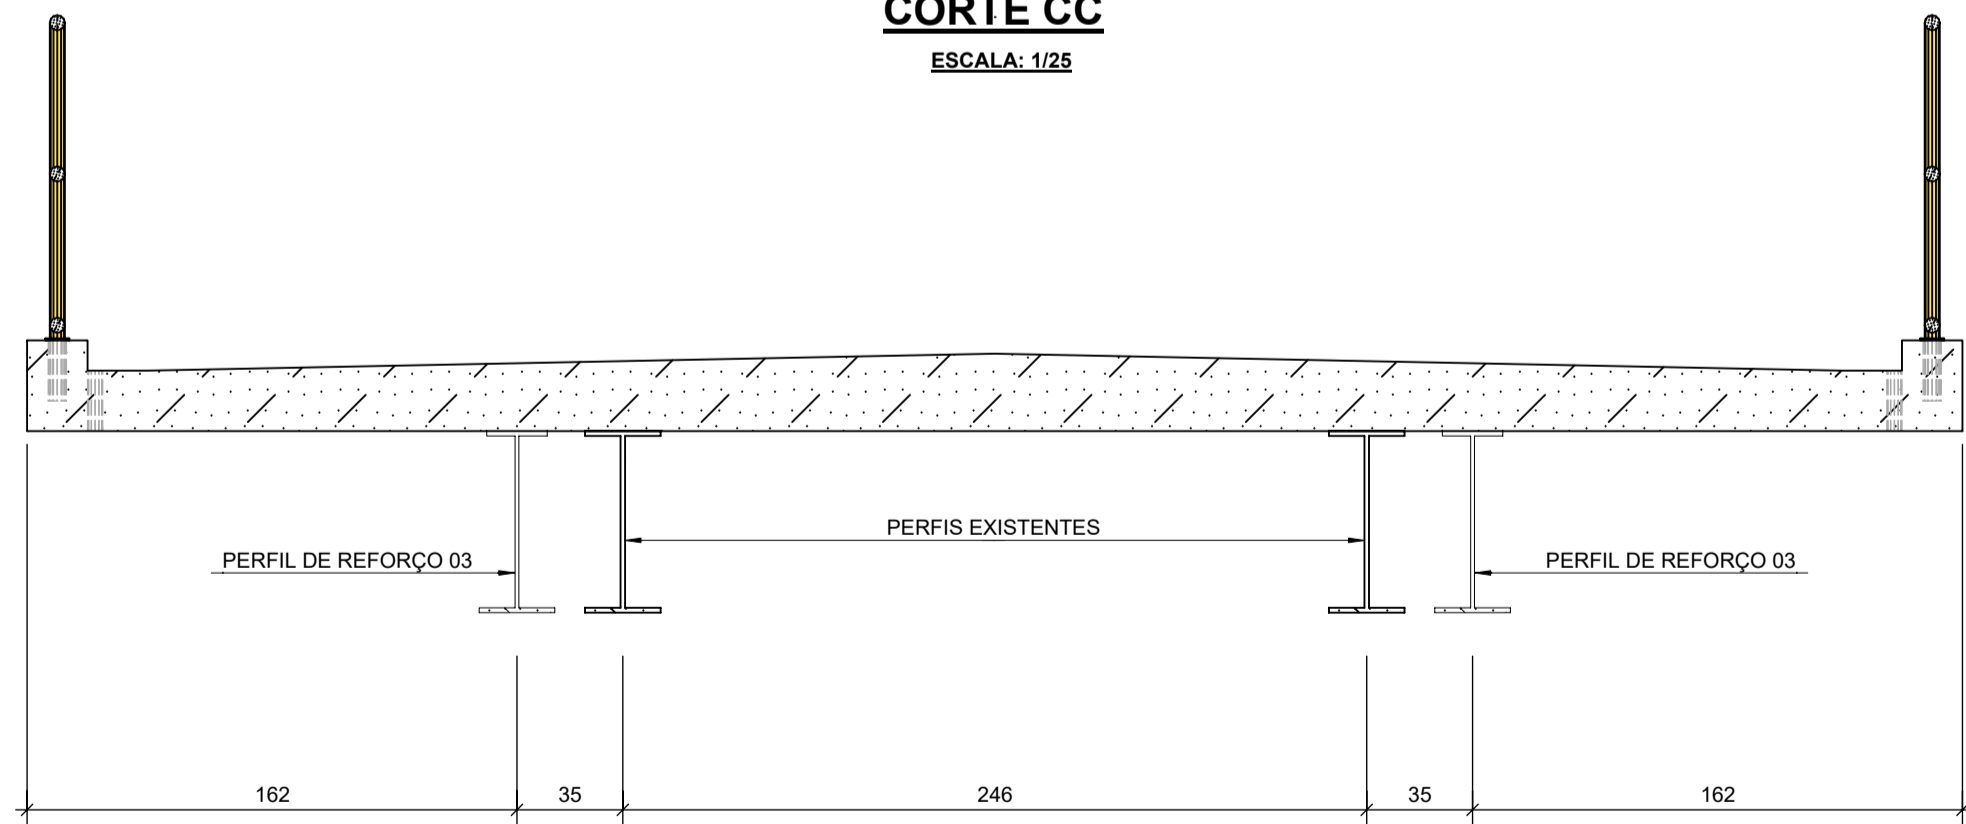 CORTE CC
ESCALA: 1/25
PERFIS EXISTENTES
PERFIL DE REFORÇO 03
PERFIL DE REFORÇO 03
162
35
246
35
162